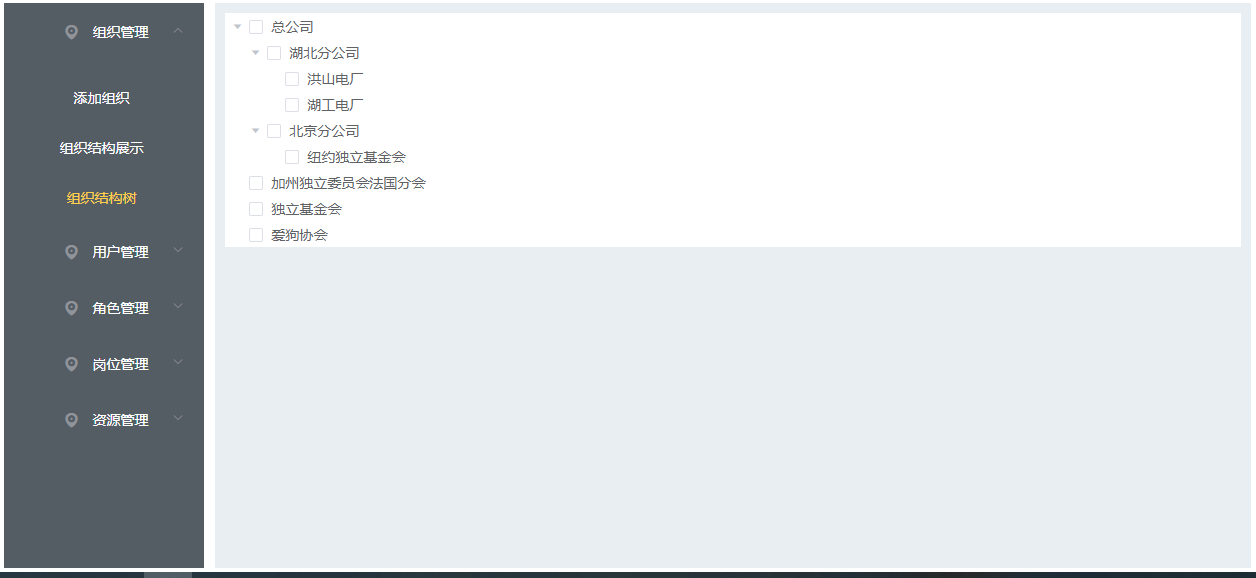 组织管理
添加组织
组织结构展示
组织结构树
用户管理
角色管理
岗位管理
资源管理
总公司
湖北分公司
洪山电厂
湖工电厂
北京分公司
纽约独立基金会
加州独立委员会法国分会
独立基金会
爱狗协会